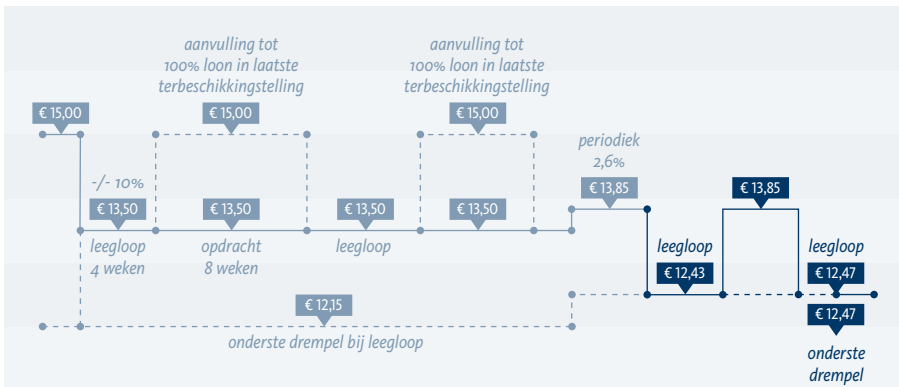 aanvulling tot
100% loon in laatste
terbeschikkingstelling
aanvulling tot
100% loon in laatste
terbeschikkingstelling
€ 15,00
€ 15,00
€ 15,00
periodiek
2,6%
-/- 10%
€ 13,50
€ 13,50
€ 13,50
€ 13,50
€ 13,85
€ 13,85
leegloop
4 weken
opdracht
8 weken
leegloop
leegloop
€ 12,43
leegloop
€ 12,47
€ 12,15
onderste drempel bij leegloop
€ 12,47
onderste
drempel